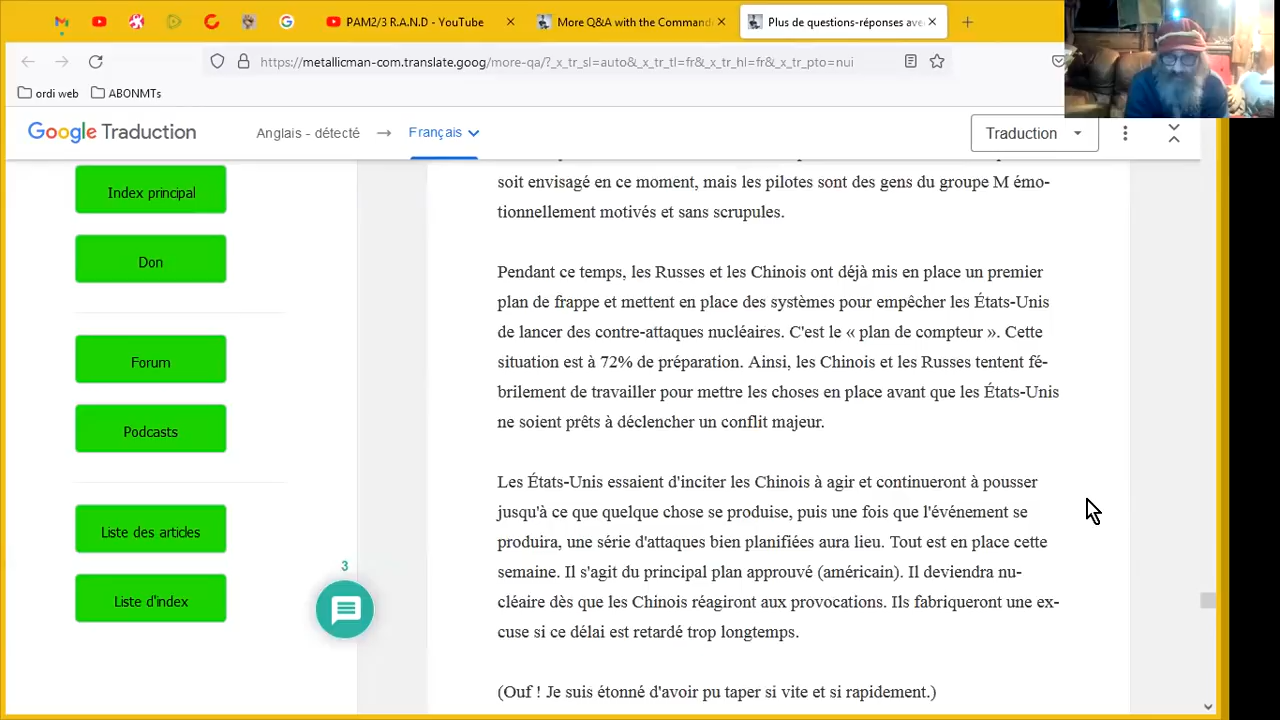 PAM2/3 R.A.N.D - YouTube
More Q&A with the Command
Plus de questions-réponses ave
https://metallicman-com.translate.goog/more-qa/?_x_tr_sl=auto&_x_tr_tl=fr&_x_tr_hl=fr&_x_tr_pto=nui
ordi web
ABONMTs
Google Traduction
Anglais - détecté
Français
Traduction
Index principal
Don
Forum
Podcasts
Liste des articles
Liste d'index
3
soit envisagé en ce moment, mais les pilotes sont des gens du groupe M émo-
tionnellement motivés et sans scrupules.
Pendant ce temps, les Russes et les Chinois ont déjà mis en place un premier
plan de frappe et mettent en place des systèmes pour empêcher les États-Unis
de lancer des contre-attaques nucléaires. C'est le « plan de compteur ». Cette
situation est à 72% de préparation. Ainsi, les Chinois et les Russes tentent fé-
brilement de travailler pour mettre les choses en place avant que les États-Unis
ne soient prêts à déclencher un conflit majeur.
Les États-Unis essaient d'inciter les Chinois à agir et continueront à pousser
jusqu'à ce que quelque chose se produise, puis une fois que l'événement se
produira, une série d'attaques bien planifiées aura lieu. Tout est en place cette
semaine. Il s'agit du principal plan approuvé (américain). Il deviendra nu-
cléaire dès que les Chinois réagiront aux provocations. Ils fabriqueront une ex-
cuse si ce délai est retardé trop longtemps.
(Ouf ! Je suis étonné d'avoir pu taper si vite et si rapidement.)